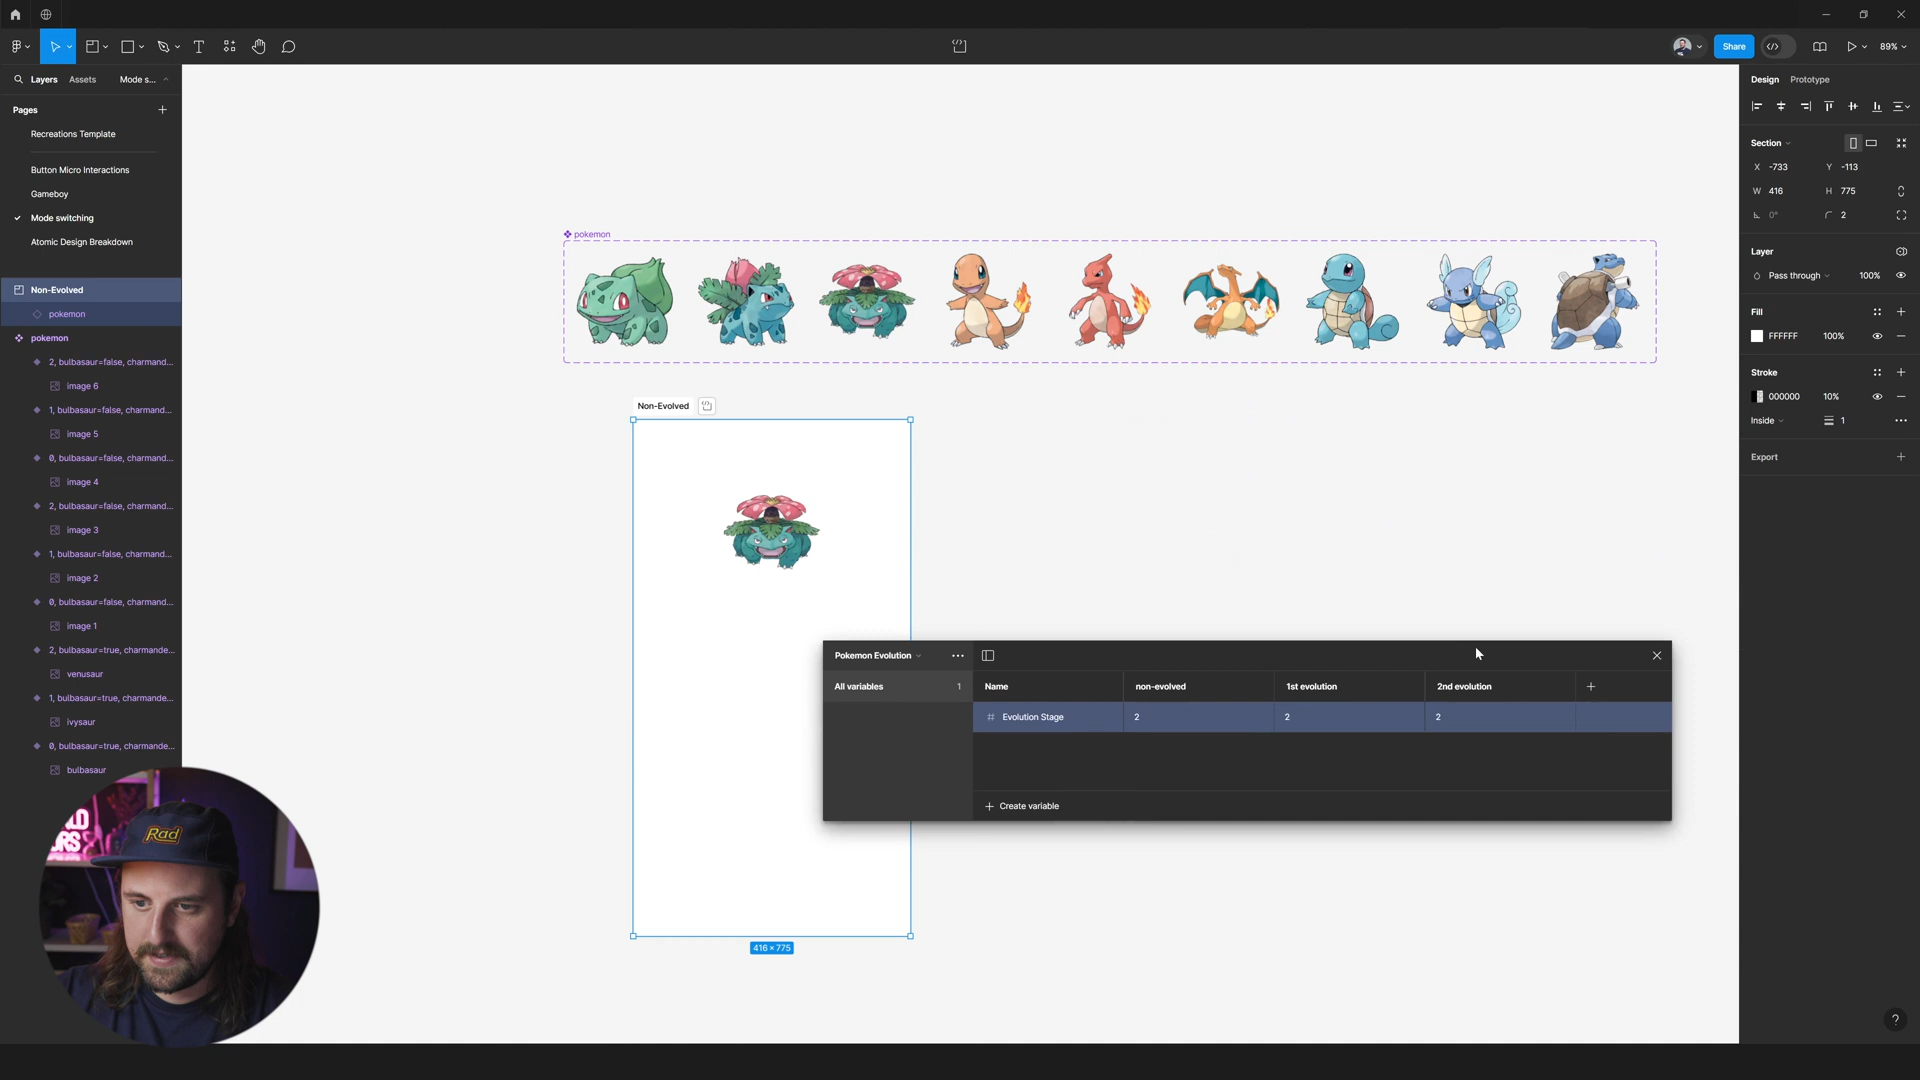 Share
89%
Layers
Assets
Mode s...
Pages
Recreations Template
Button Micro Interactions
Gameboy
Mode switching
Atomic Design Breakdown
Non-Evolved
pokemon
pokemon
2, bulbasaur=false, charmand...
image 6
1, bulbasaur=false, charmand...
image 5
0, bulbasaur=false, charmand...
image 4
2, bulbasaur=false, charmand...
image 3
1, bulbasaur=false, charmand...
image 2
0, bulbasaur=false, charmand...
image 1
2, bulbasaur=true, charmande...
venusaur
1, bulbasaur=true, charmande...
ivysaur
0, bulbasaur=true, charmande...
bulbasaur
Rad
pokemon
Non-Evolved
416 × 775
Pokemon Evolution
All variables 1
Name non-evolved 1st evolution 2nd evolution
Evolution Stage 2 2 2
Create variable
Design Prototype
Section
X -733 Y -113
W 416 H 775
0° 2
Layer
Pass through 100%
Fill
FFFFFF 100%
Stroke
000000 10%
Inside 1
Export
?